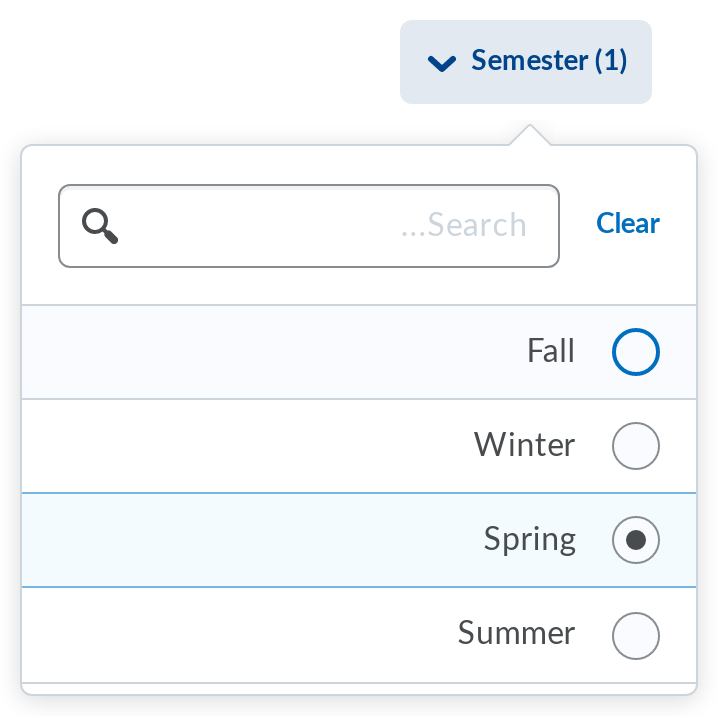 Semester (1)
...Search
Clear
Fall
Winter
Spring
Summer